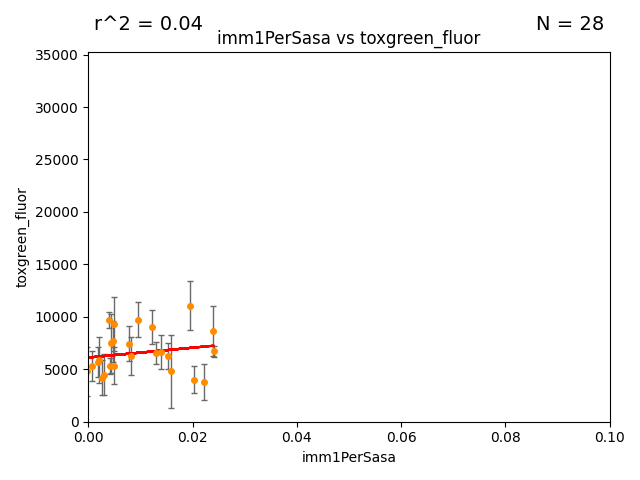 r^2 = 0.04
N = 28
imm1PerSasa vs toxgreen_fluor
toxgreen_fluor
35000
30000
25000
20000
15000
10000
5000
0
0.00
0.02
0.04
0.06
0.08
0.10
imm1PerSasa